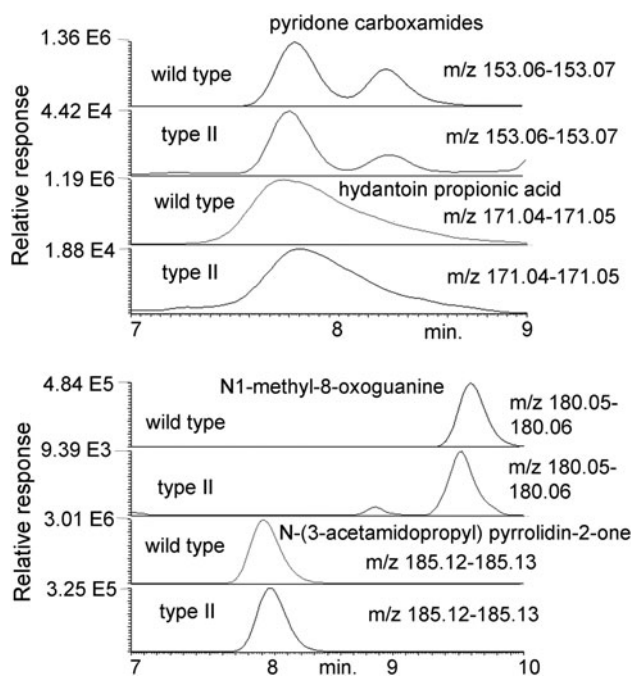 pyridone carboxamides
1.36 E6
wild type
m/z 153.06-153.07
4.42 E4
type II
m/z 153.06-153.07
1.19 E6
wild type
hydantoin propionic acid
m/z 171.04-171.05
1.88 E4
type II
m/z 171.04-171.05
Relative response
7 8 min. 9
N1-methyl-8-oxoguanine
4.84 E5
wild type
m/z 180.05-
180.06
9.39 E3
type II
m/z 180.05-
180.06
3.01 E6
wild type
N-(3-acetamidopropyl) pyrrolidin-2-one
m/z 185.12-185.13
3.25 E5
type II
m/z 185.12-185.13
Relative response
7 8 min. 9 10